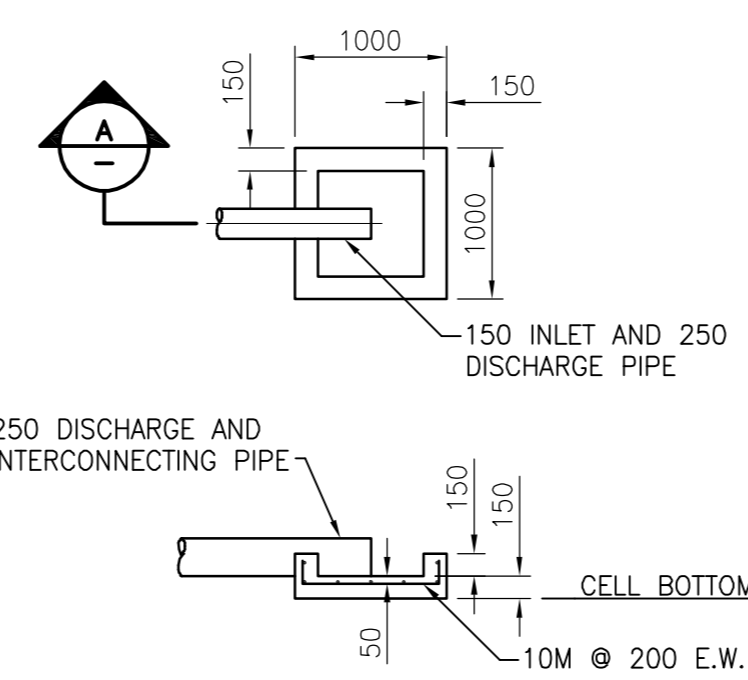 1000
150
150
A
–
1000
150 INLET AND 250
DISCHARGE PIPE
250 DISCHARGE AND
INTERCONNECTING PIPE
150
150
CELL BOTTOM
50
10M @ 200 E.W.